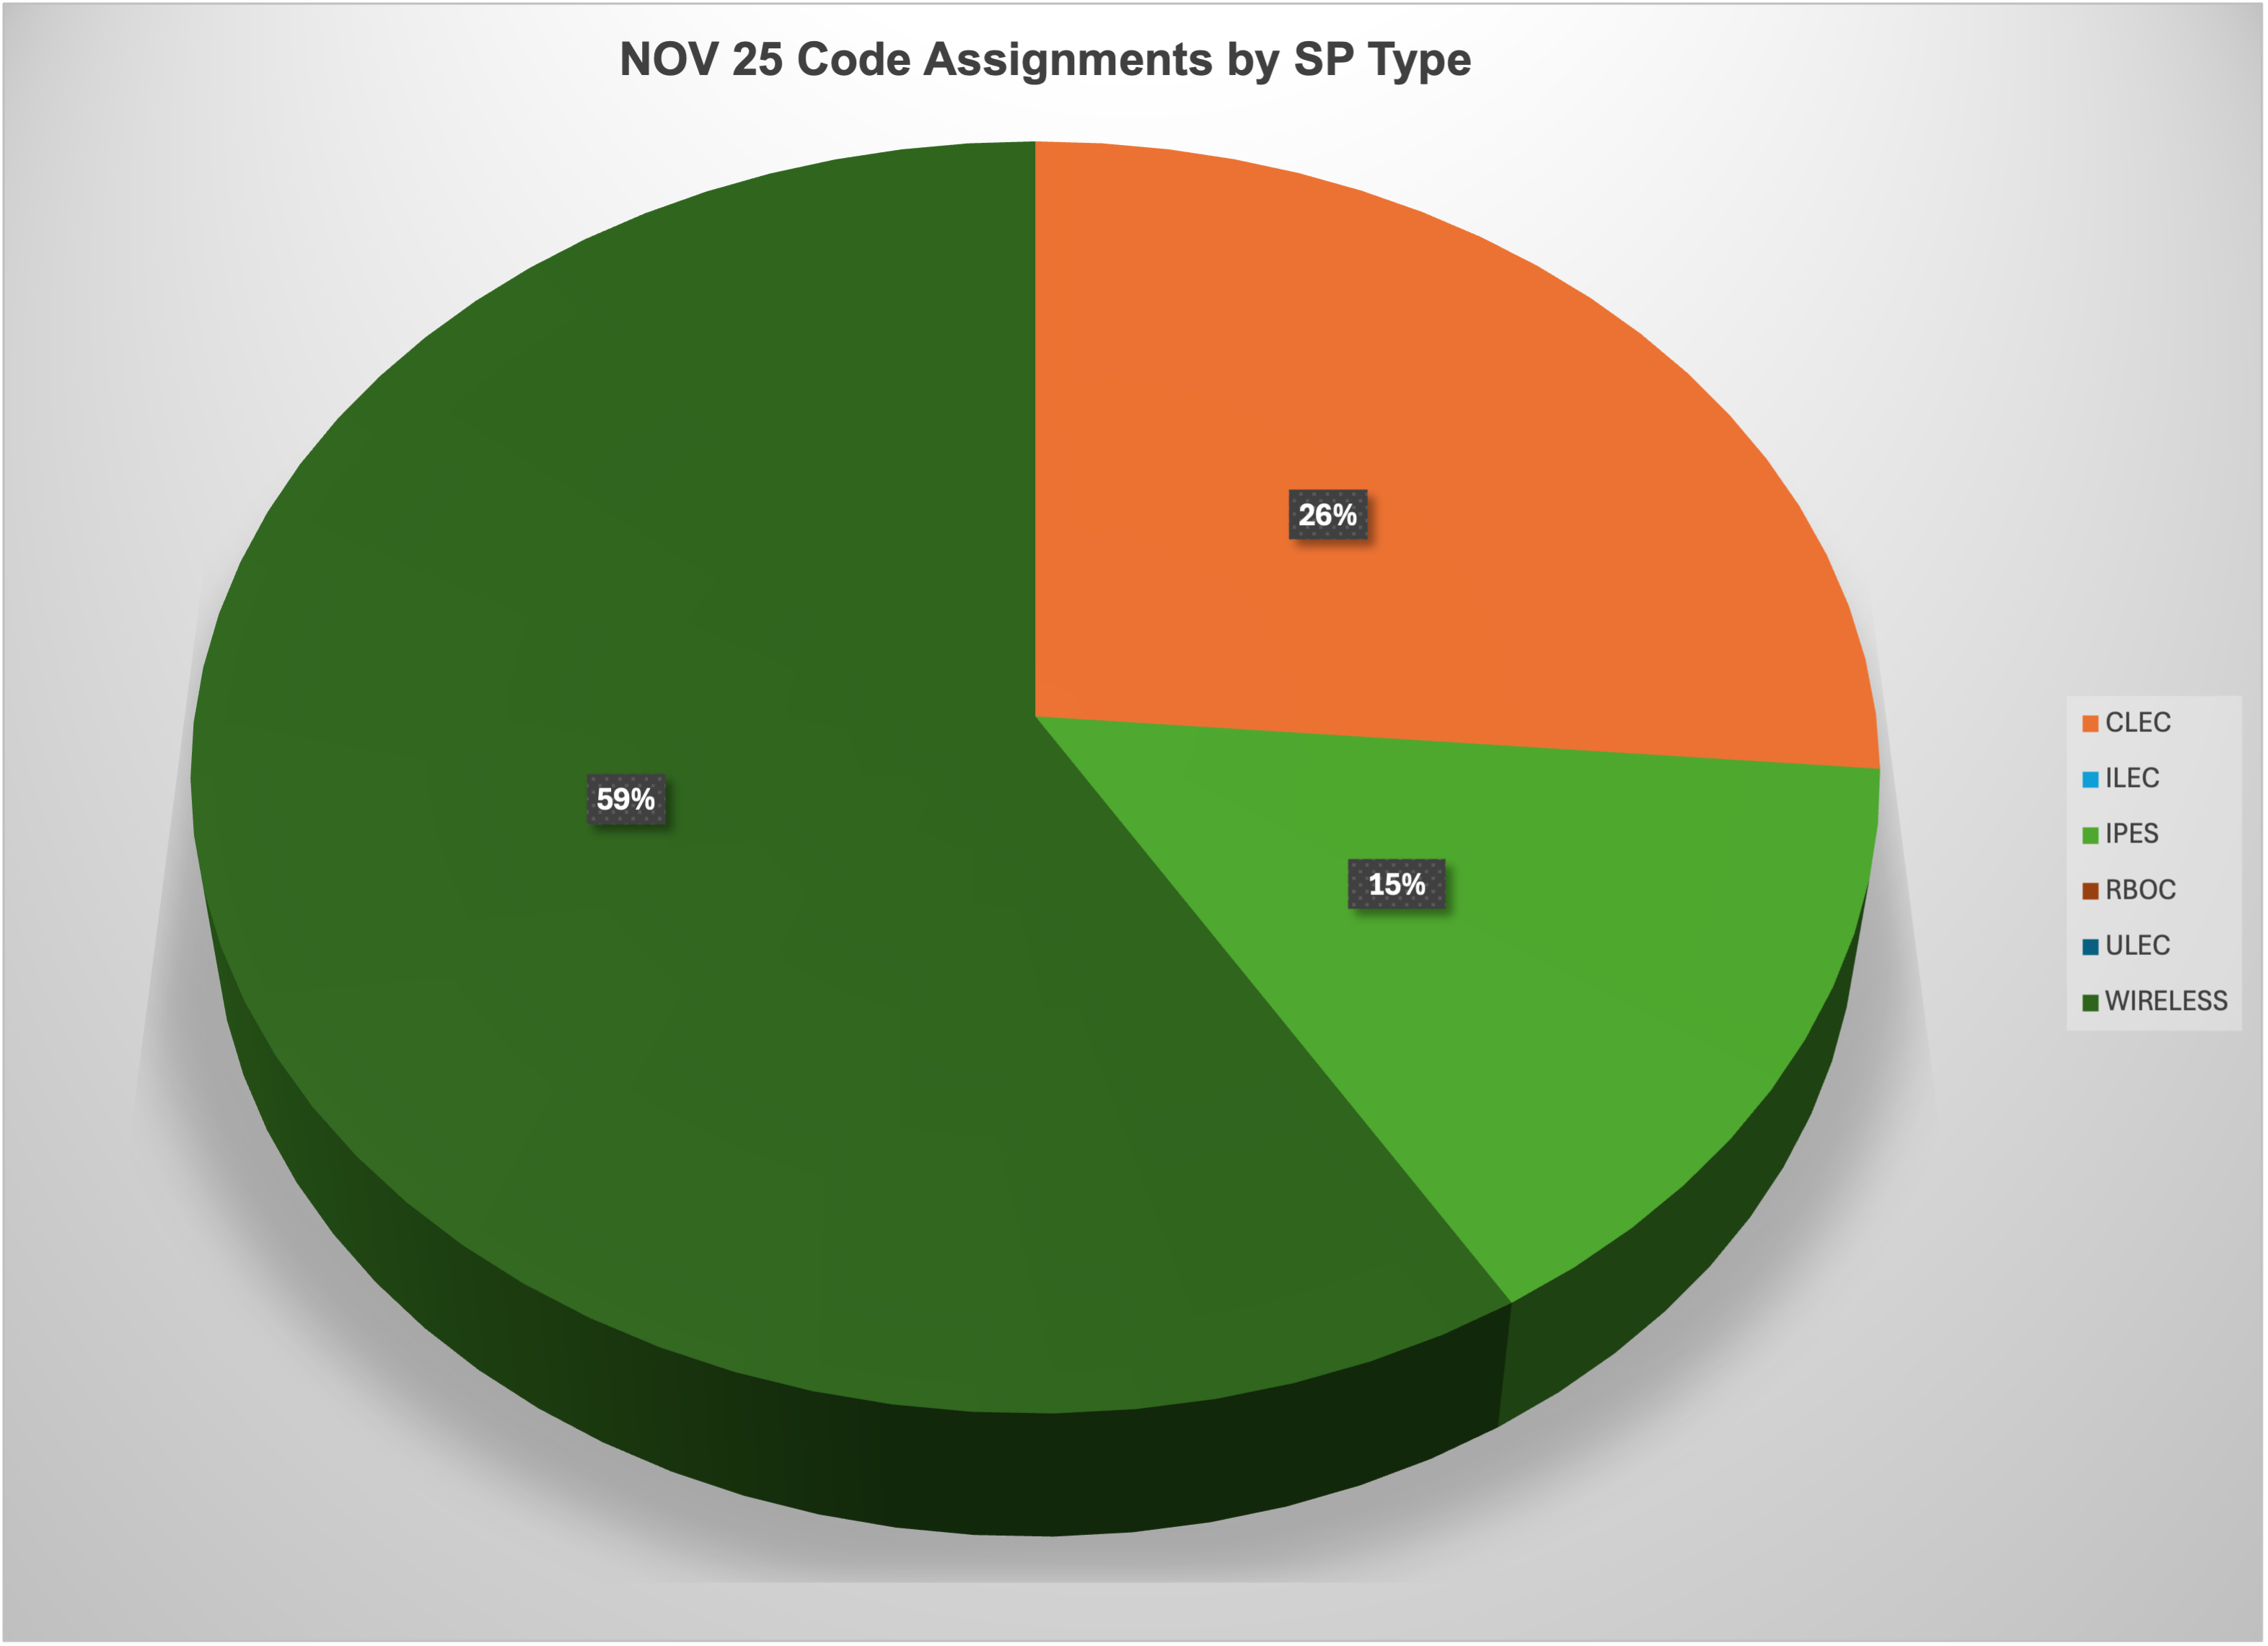 NOV 25 Code Assignments by SP Type
26%
59%
15%
CLEC
ILEC
IPES
RBOC
ULEC
WIRELESS